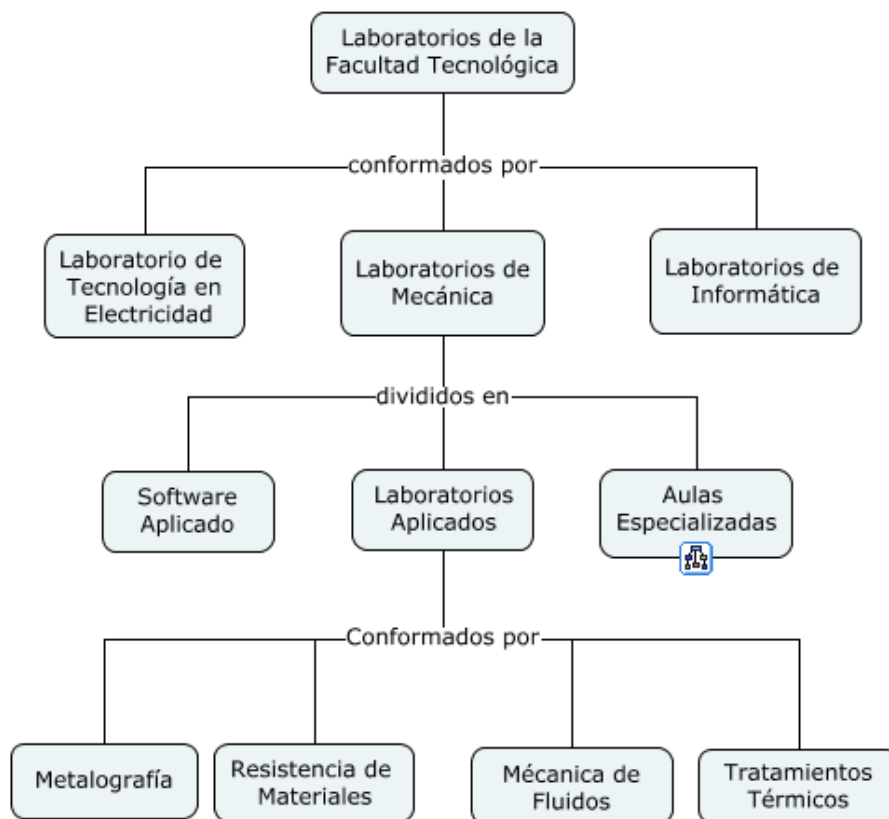 Laboratorios de la
Facultad Tecnológica
conformados por
Laboratorio de
Tecnología en
Electricidad
Laboratorios de
Mecánica
Laboratorios de
Informática
divididos en
Software
Aplicado
Laboratorios
Aplicados
Aulas
Especializadas
Conformados por
Metalografía
Resistencia de
Materiales
Mécanica de
Fluidos
Tratamientos
Térmicos